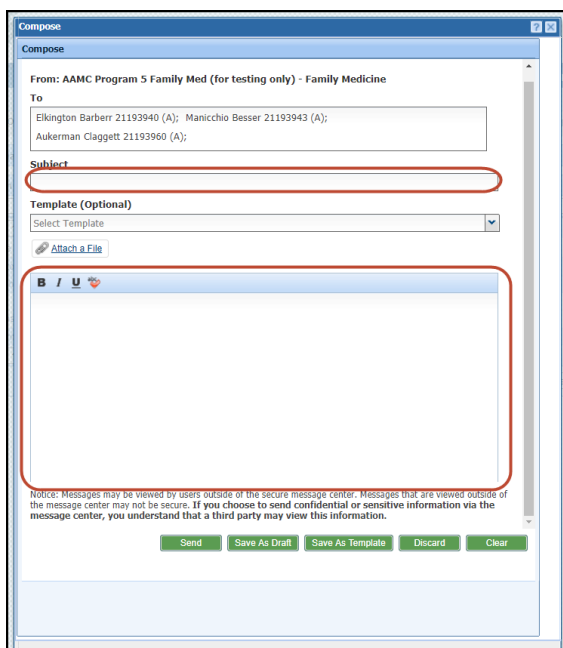 Compose
? X
Compose
From: AAMC Program 5 Family Med (for testing only) - Family Medicine
To
Elkington Barberr 21193940 (A); Manicchio Besser 21193943 (A);
Aukerman Claggett 21193960 (A);
Subject
Template (Optional)
Select Template
Attach a File
B I U
Notice: Messages may be viewed by users outside of the secure message center. Messages that are viewed outside of
the message center may not be secure. If you choose to send confidential or sensitive information via the
message center, you understand that a third party may view this information.
Send Save As Draft Save As Template Discard Clear